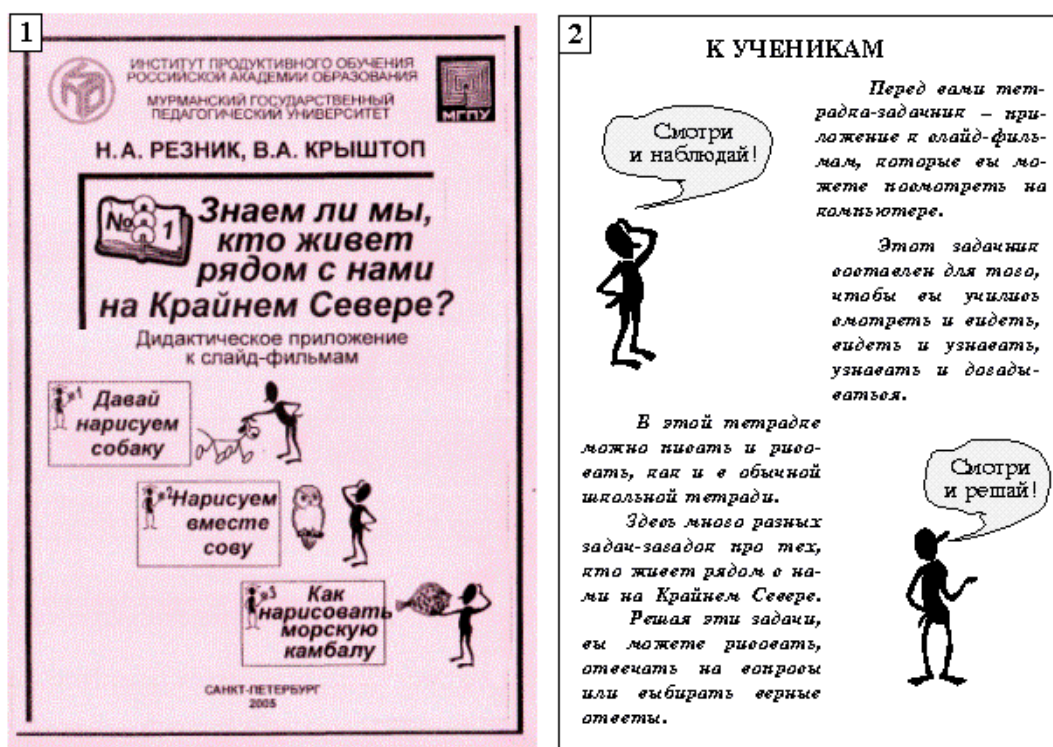 1
ИНСТИТУТ ПРОДУКТИВНОГО ОБУЧЕНИЯ
РОССИЙСКОЙ АКАДЕМИИ ОБРАЗОВАНИЯ
МУРМАНСКИЙ ГОСУДАРСТВЕННЫЙ
ПЕДАГОГИЧЕСКИЙ УНИВЕРСИТЕТ
МГПУ
Н.А. РЕЗНИК, В.А. КРЫШТОП
№ 1
Знаем ли мы,
кто живет
рядом с нами
на Крайнем Севере?
Дидактическое приложение
к слайд-фильмам
№1
Давай
нарисуем
собаку
№2
Нарисуем
вместе
сову
№3
Как
нарисовать
морскую
камбалу
САНКТ-ПЕТЕРБУРГ
2005
2
К УЧЕНИКАМ
Смотри
и наблюдай!
Перед вами тет-
радка-задачник – при-
ложение к слайд-филь-
мам, которые вы мо-
жете посмотреть на
компьютере.
Этот задачник
составлен для того,
чтобы вы учились
смотреть и видеть,
видеть и узнавать,
узнавать и догады-
ваться.
В этой тетрадке
можно писать и рисо-
вать, как и в обычной
школьной тетради.
Здесь много разных
задач-загадок про тех,
кто живет рядом с на-
ми на Крайнем Севере.
Решая эти задачи,
вы можете рисовать,
отвечать на вопросы
или выбирать верные
ответы.
Смотри
и решай!